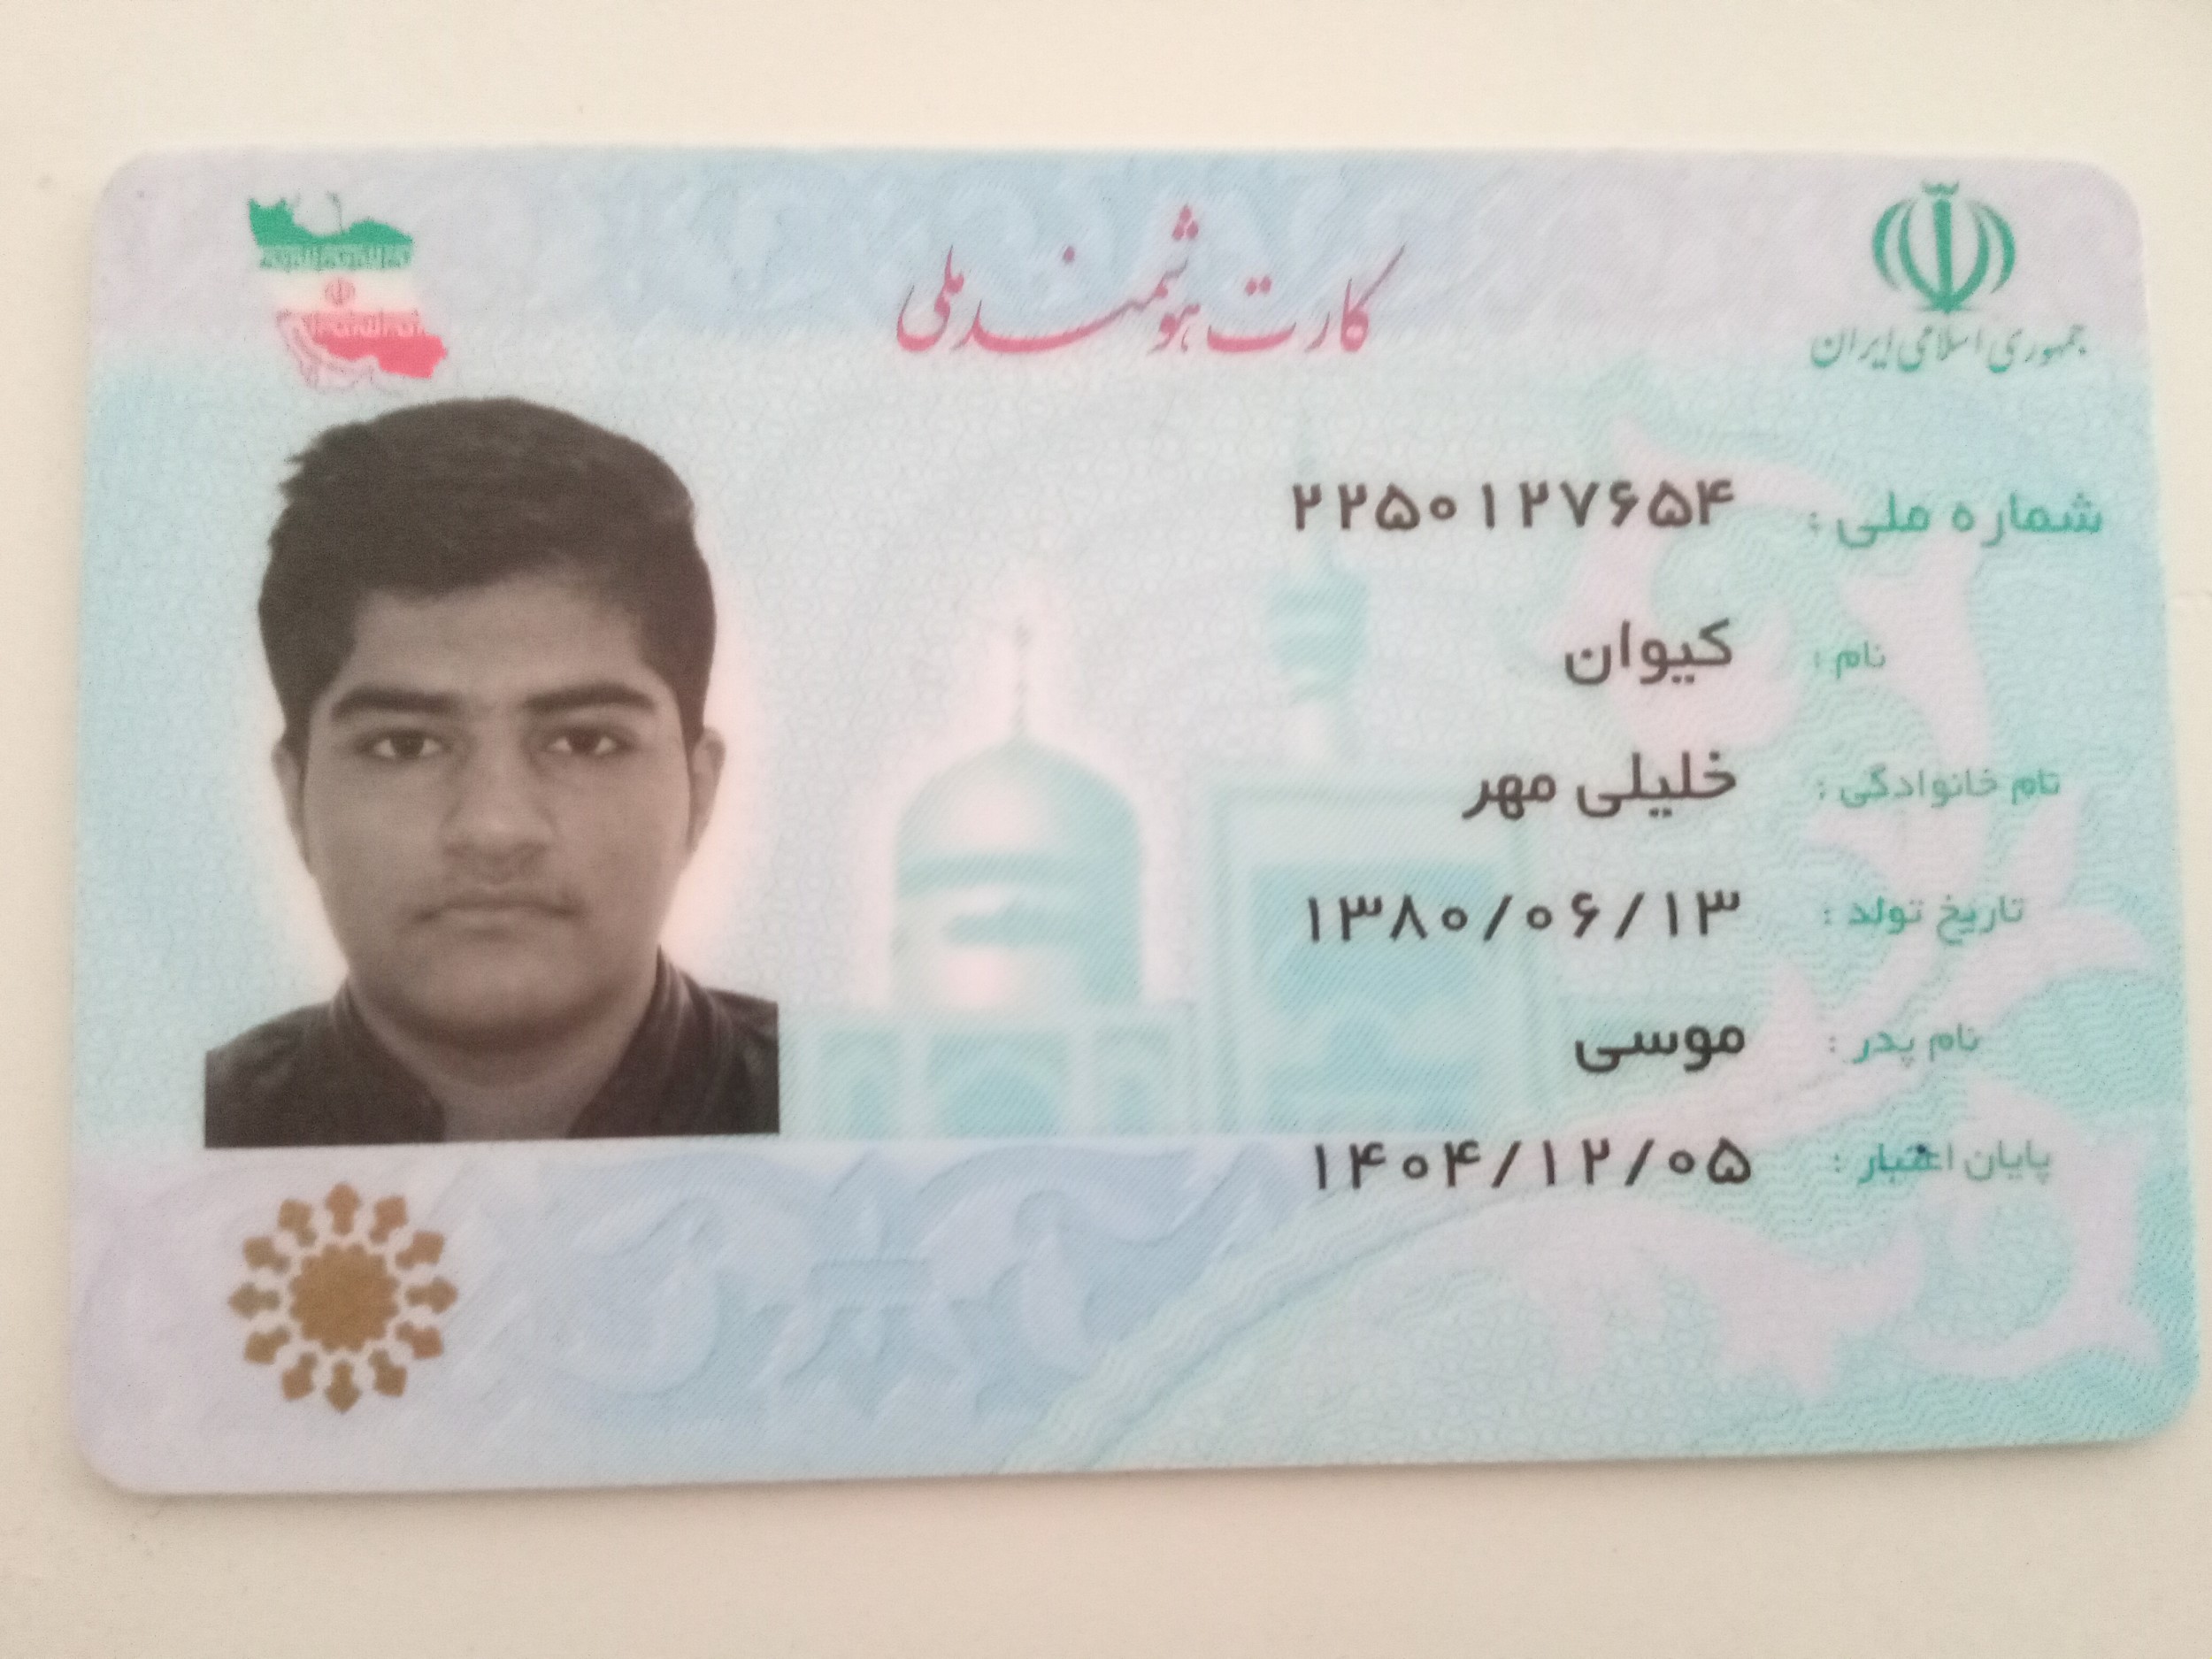 جمهوری اسلامی ایران
کارت هوشمند ملی
شماره ملی : ۲۲۵۰۱۲۷۶۵۴
نام : کیوان
نام خانوادگی : خلیلی مهر
تاریخ تولد : ۱۳۸۰/۰۶/۱۳
نام پدر : موسی
پایان اعتبار : ۱۴۰۴/۱۲/۰۵